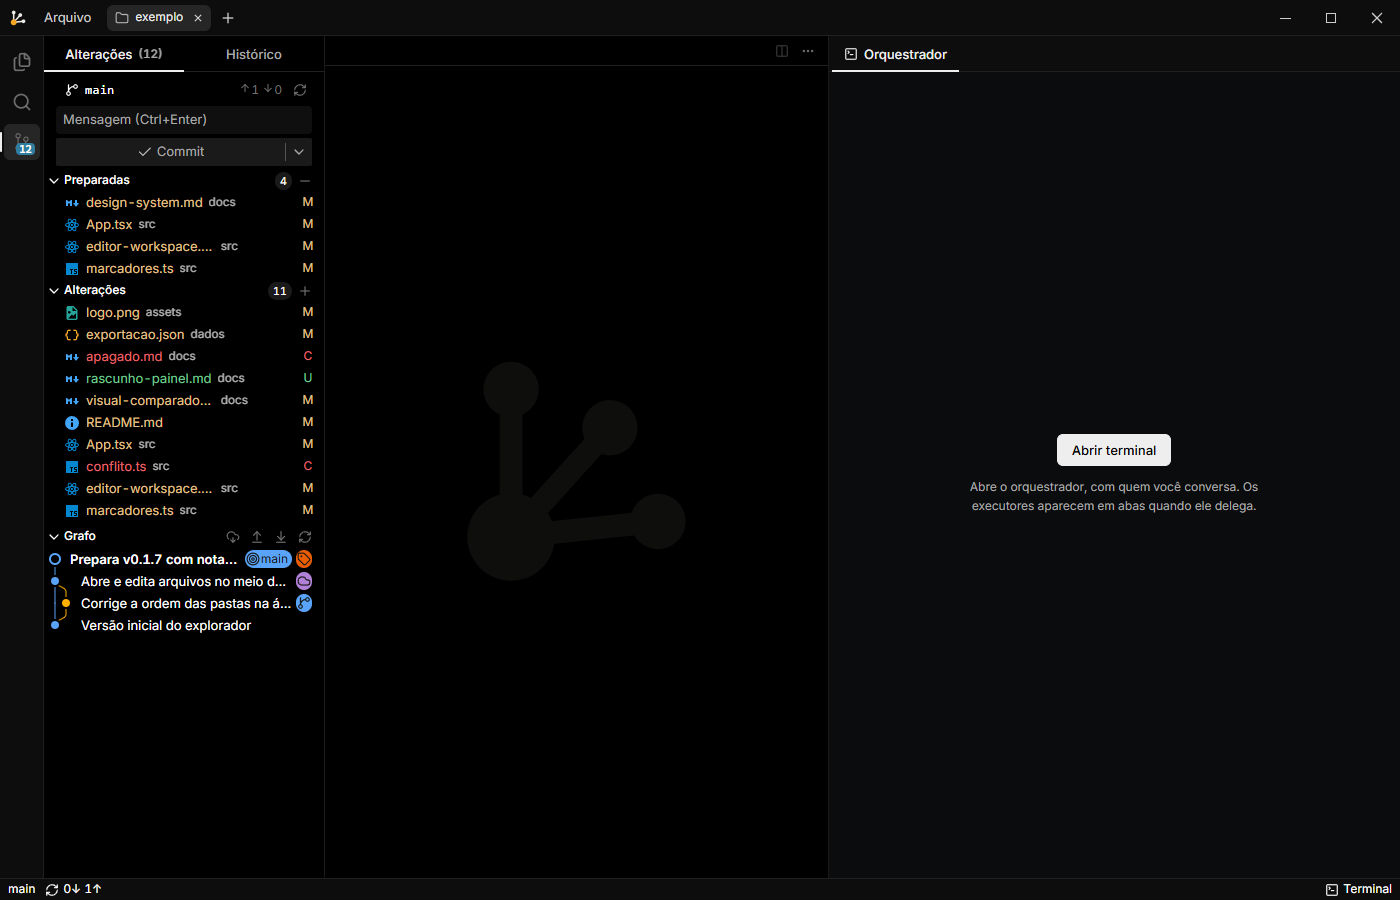 Arquivo
exemplo
Alterações (12)
Histórico
Orquestrador
main
1 0
Mensagem (Ctrl+Enter)
12
Commit
Preparadas 4
design-system.md docs M
App.tsx src M
editor-workspace.... src M
marcadores.ts src M
Alterações 11
logo.png assets M
exportacao.json dados M
apagado.md docs C
rascunho-painel.md docs U
visual-comparado... docs M
README.md M
App.tsx src M
conflito.ts src C
editor-workspace.... src M
marcadores.ts src M
Grafo
Prepara v0.1.7 com nota... main
Abre e edita arquivos no meio d...
Corrige a ordem das pastas na á...
Versão inicial do explorador
Abrir terminal
Abre o orquestrador, com quem você conversa. Os
executores aparecem em abas quando ele delega.
main 0↓ 1↑
Terminal